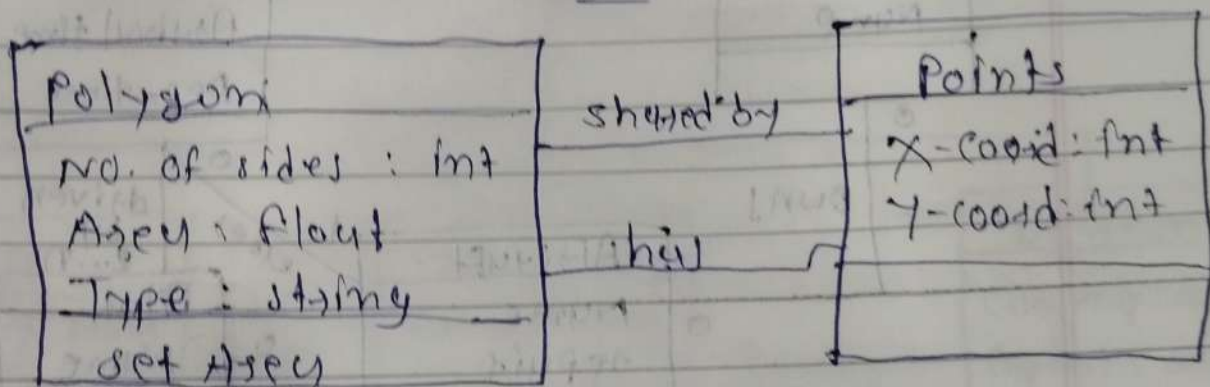 Polygon
No. of sides : int
Area : float
Type : string
set Area
shared by
has
Points
X-coord : int
Y-coord : int